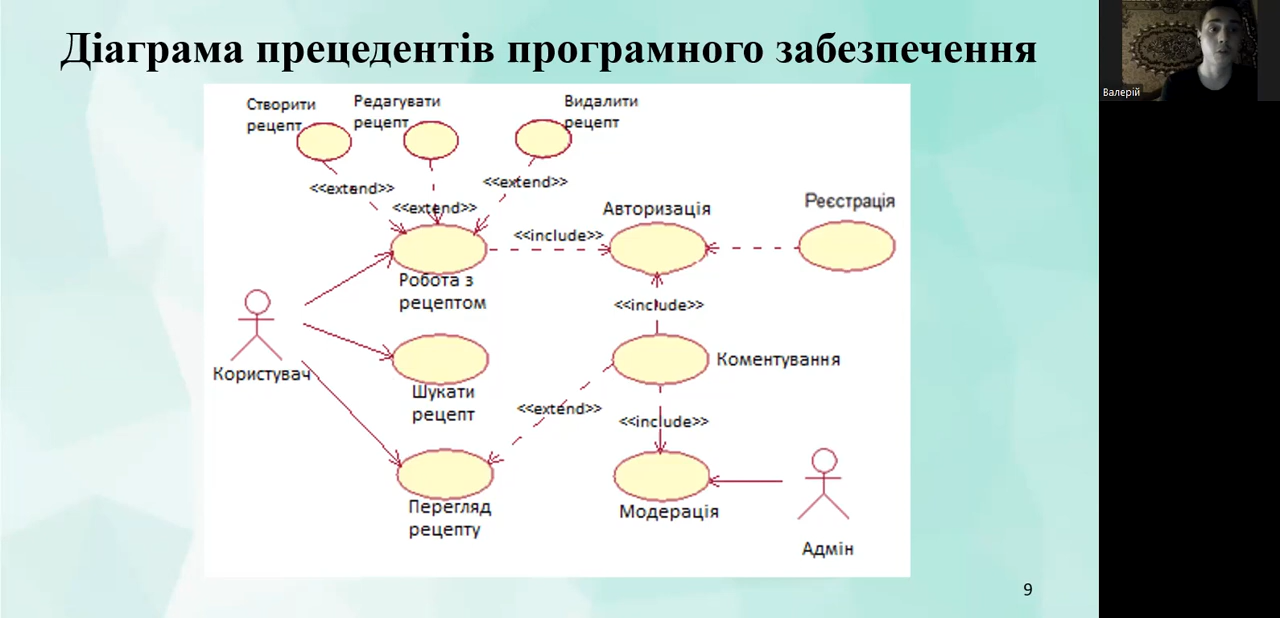 Діаграма прецедентів програмного забезпечення
Валерій
Створити
рецепт
Редагувати
рецепт
Видалити
рецепт
<<extend>>
<<extend>>
<<extend>>
Авторизація
Реєстрація
<<include>>
Робота з
рецептом
<<include>>
Користувач
Коментування
Шукати
рецепт
<<extend>>
<<include>>
Перегляд
рецепту
Модерація
Адмін
9